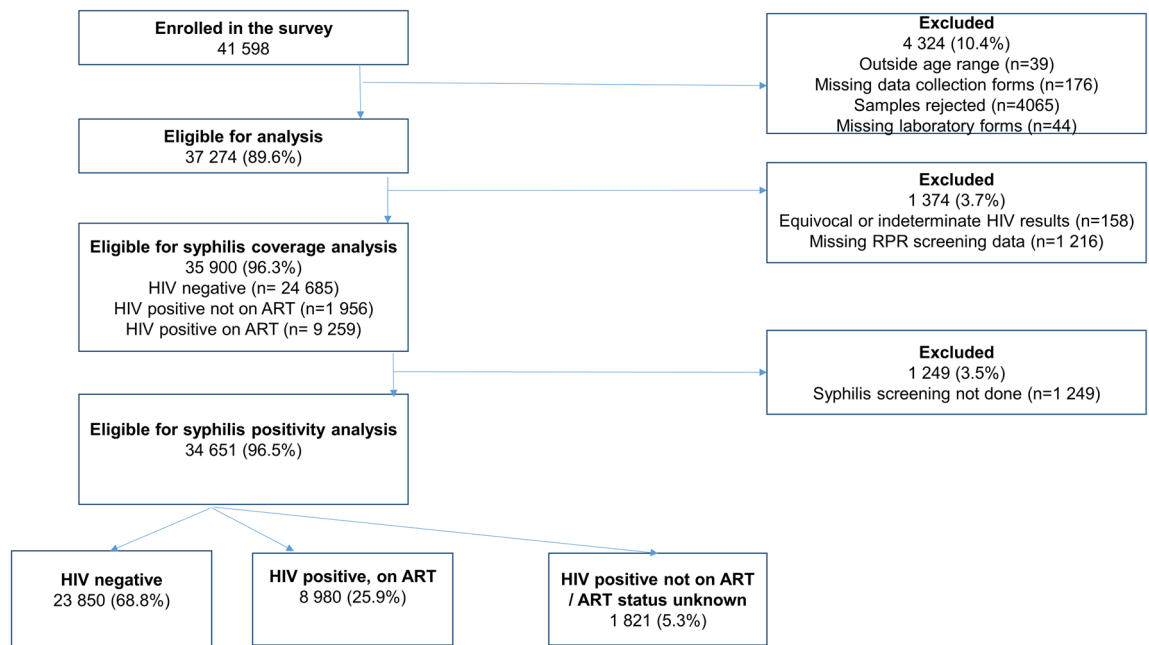 Enrolled in the survey
41 598
Excluded
4 324 (10.4%)
Outside age range (n=39)
Missing data collection forms (n=176)
Samples rejected (n=4065)
Missing laboratory forms (n=44)
Eligible for analysis
37 274 (89.6%)
Excluded
1 374 (3.7%)
Equivocal or indeterminate HIV results (n=158)
Missing RPR screening data (n=1 216)
Eligible for syphilis coverage analysis
35 900 (96.3%)
HIV negative (n= 24 685)
HIV positive not on ART (n=1 956)
HIV positive on ART (n= 9 259)
Excluded
1 249 (3.5%)
Syphilis screening not done (n=1 249)
Eligible for syphilis positivity analysis
34 651 (96.5%)
HIV negative
23 850 (68.8%)
HIV positive, on ART
8 980 (25.9%)
HIV positive not on ART
/ ART status unknown
1 821 (5.3%)